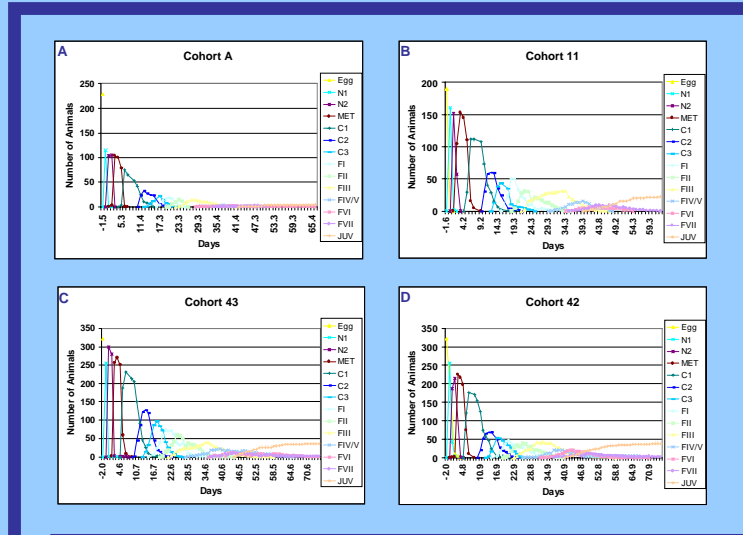 A
Cohort A
Number of Animals
250
200
150
100
50
0
-1.5
5.3
11.4
17.3
23.3
29.3
35.4
41.4
47.3
53.3
59.3
65.4
Days
Egg
N1
N2
MET
C1
C2
C3
FI
FII
FIII
FIV/V
FVI
FVII
JUV
B
Cohort 11
Number of Animals
200
150
100
50
0
-1.6
4.2
9.2
14.3
19.3
24.3
29.3
34.3
39.3
43.8
49.2
54.3
59.3
Days
Egg
N1
N2
MET
C1
C2
C3
FI
FII
FIII
FIV/V
FVI
FVII
JUV
C
Cohort 43
Number of Animals
350
300
250
200
150
100
50
0
-2.0
4.6
10.7
16.7
22.6
28.5
34.6
40.6
46.5
52.5
58.5
64.6
70.6
Days
Egg
N1
N2
MET
C1
C2
C3
FI
FII
FIII
FIV/V
FVI
FVII
JUV
D
Cohort 42
Number of Animals
350
300
250
200
150
100
50
0
-2.0
4.8
10.9
16.9
22.9
28.9
34.9
40.9
46.8
52.8
58.8
64.9
70.9
Days
Egg
N1
N2
MET
C1
C2
C3
FI
FII
FIII
FIV/V
FVI
FVII
JUV